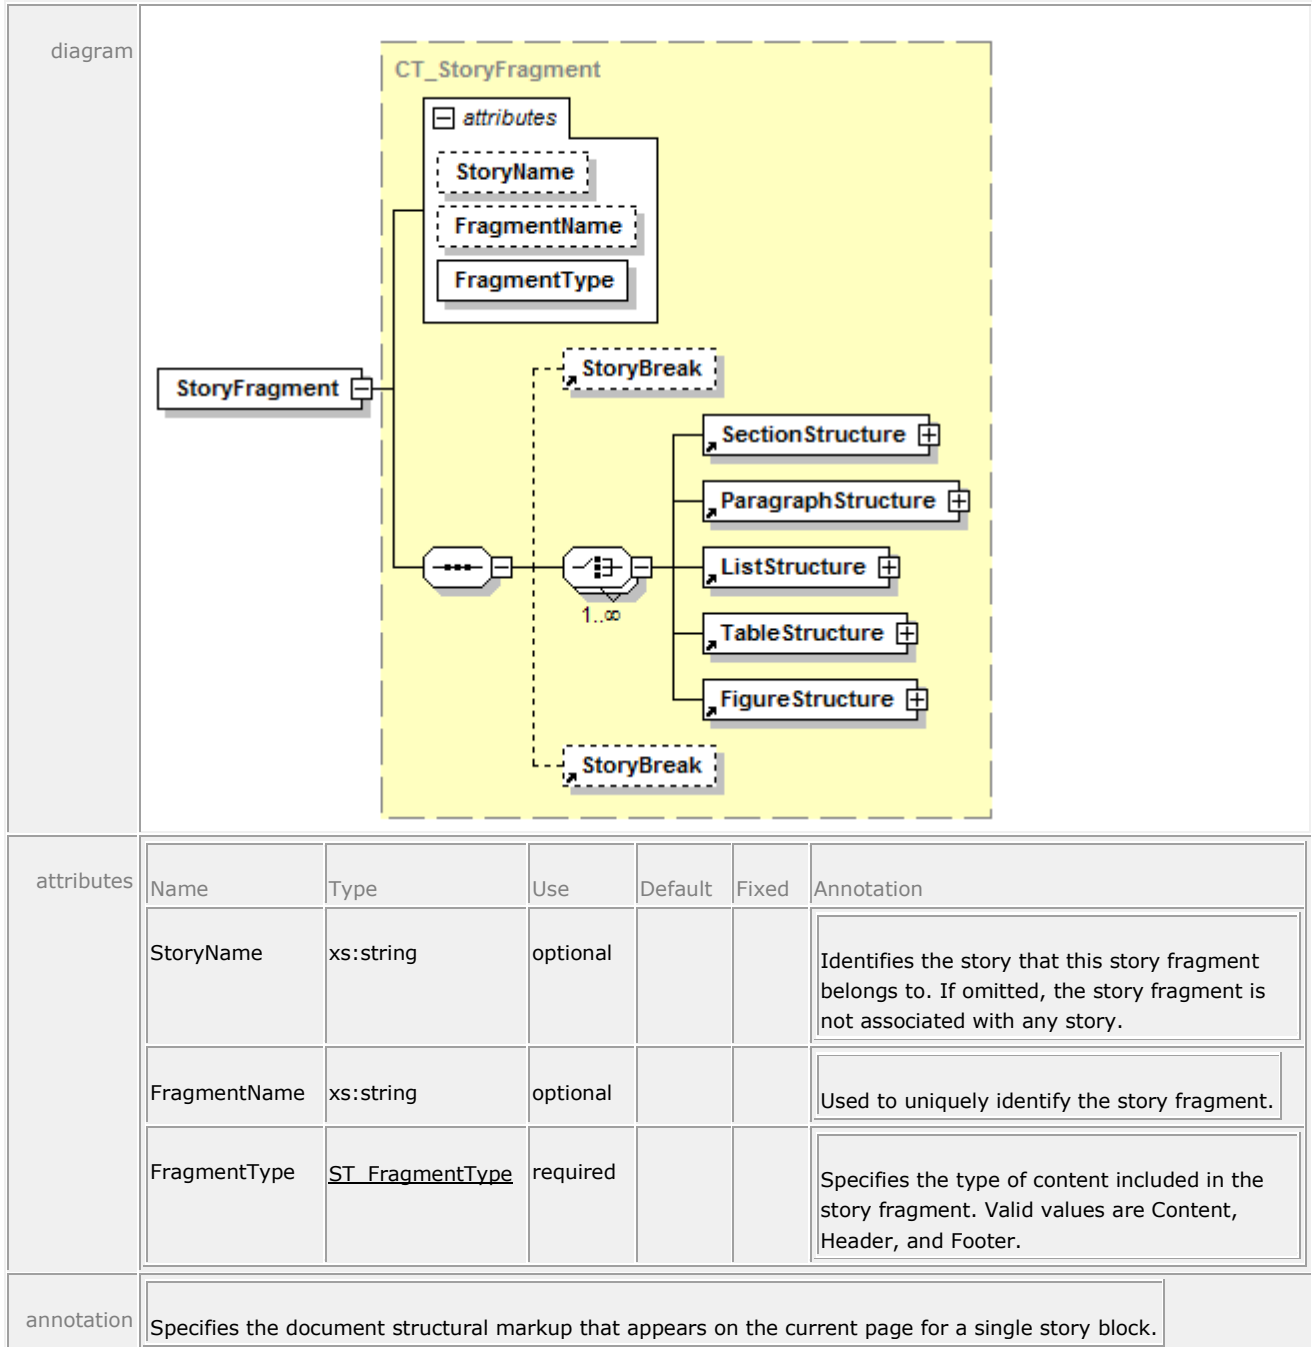 diagram
CT_StoryFragment
attributes
StoryName
FragmentName
FragmentType
StoryBreak
StoryFragment
SectionStructure
ParagraphStructure
ListStructure
1..∞
TableStructure
FigureStructure
StoryBreak
attributes
Name Type Use Default Fixed Annotation
StoryName xs:string optional
Identifies the story that this story fragment
belongs to. If omitted, the story fragment is
not associated with any story.
FragmentName xs:string optional
Used to uniquely identify the story fragment.
FragmentType ST_FragmentType required
Specifies the type of content included in the
story fragment. Valid values are Content,
Header, and Footer.
annotation
Specifies the document structural markup that appears on the current page for a single story block.